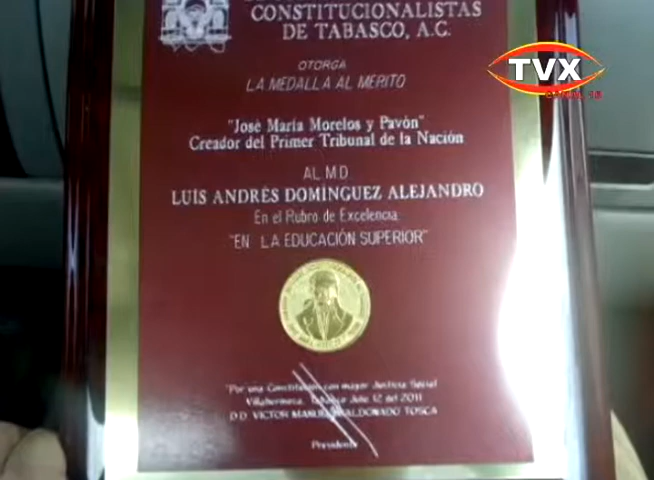 CONSTITUCIONALISTAS
DE TABASCO, A.C.
TVX
OTORGA
LA MEDALLA AL MERITO
"José María Morelos y Pavón"
Creador del Primer Tribunal de la Nación
AL M.D.
LUIS ANDRÉS DOMÍNGUEZ ALEJANDRO
En el Rubro de Excelencia:
"EN LA EDUCACIÓN SUPERIOR"
"Por una Constitución con mayor Justicia Social
Villahermosa, Tabasco Julio 12 del 2011
D.D. VICTOR MANUEL MALDONADO TOSCA
Presidente